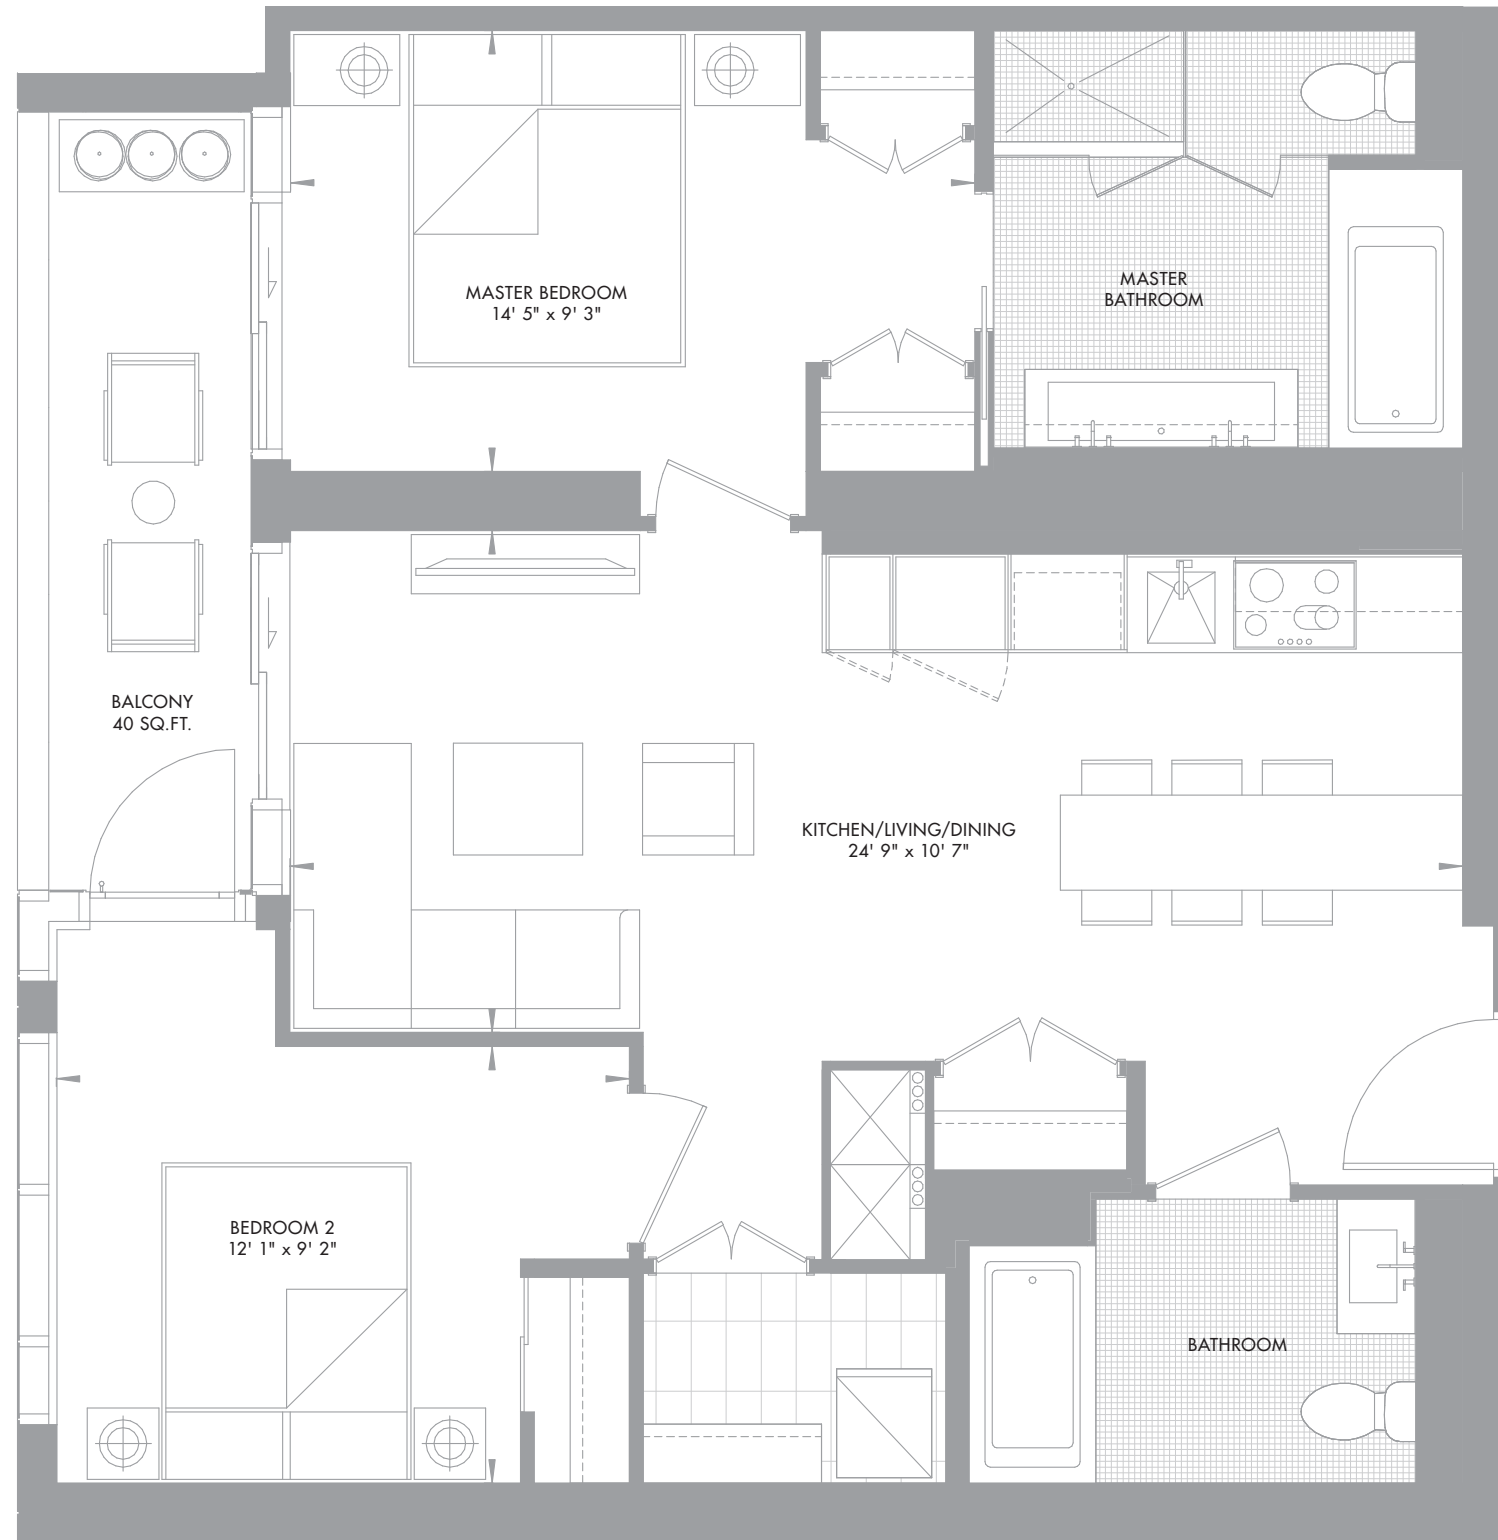 MASTER BEDROOM
14' 5" x 9' 3"
MASTER
BATHROOM
BALCONY
40 SQ.FT.
KITCHEN/LIVING/DINING
24' 9" x 10' 7"
BEDROOM 2
12' 1" x 9' 2"
BATHROOM